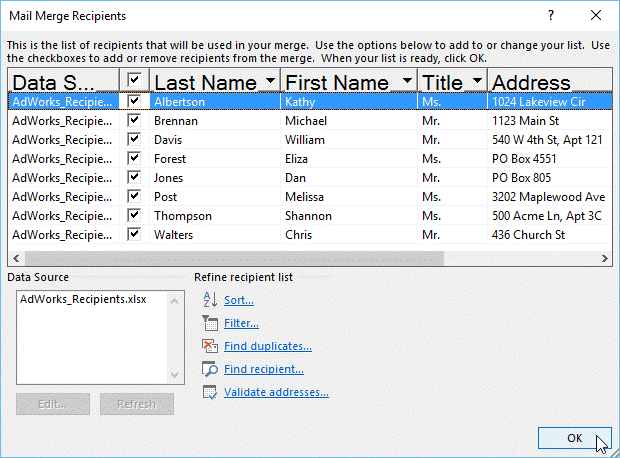 Mail Merge Recipients ? ×
This is the list of recipients that will be used in your merge. Use the options below to add to or change your list. Use
the checkboxes to add or remove recipients from the merge. When your list is ready, click OK.
Data S... Last Name First Name Title Address
AdWorks_Recipie... Albertson Kathy Ms. 1024 Lakeview Cir
AdWorks_Recipie... Brennan Michael Mr. 1123 Main St
AdWorks_Recipie... Davis William Mr. 540 W 4th St, Apt 121
AdWorks_Recipie... Forest Eliza Ms. PO Box 4551
AdWorks_Recipie... Jones Dan Mr. PO Box 805
AdWorks_Recipie... Post Melissa Ms. 3202 Maplewood Ave
AdWorks_Recipie... Thompson Shannon Ms. 500 Acme Ln, Apt 3C
AdWorks_Recipie... Walters Chris Mr. 436 Church St
Data Source
AdWorks_Recipients.xlsx
Edit... Refresh
Refine recipient list
Sort...
Filter...
Find duplicates...
Find recipient...
Validate addresses...
OK